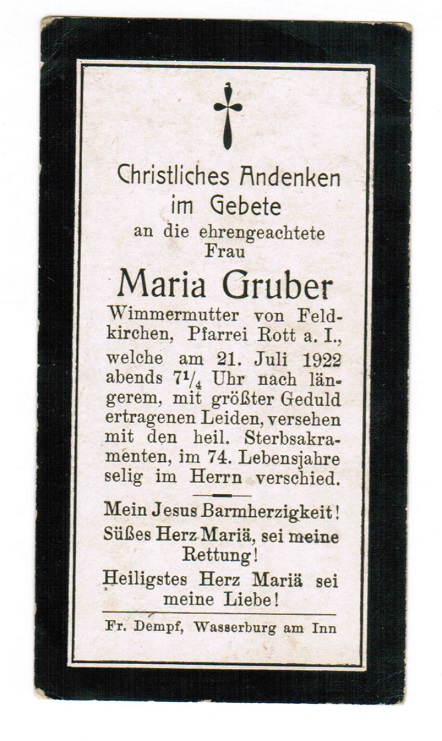 Christliches Andenken
im Gebete
an die ehrengeachtete
Frau
Maria Gruber
Wimmermutter von Feld-
kirchen, Pfarrei Rott a. I.,
welche am 21. Juli 1922
abends 7¼ Uhr nach län-
gerem, mit größter Geduld
ertragenen Leiden, versehen
mit den heil. Sterbsakra-
menten, im 74. Lebensjahre
selig im Herrn verschied.
Mein Jesus Barmherzigkeit!
Süßes Herz Mariä, sei meine
Rettung!
Heiligstes Herz Mariä sei
meine Liebe!
Fr. Dempf, Wasserburg am Inn